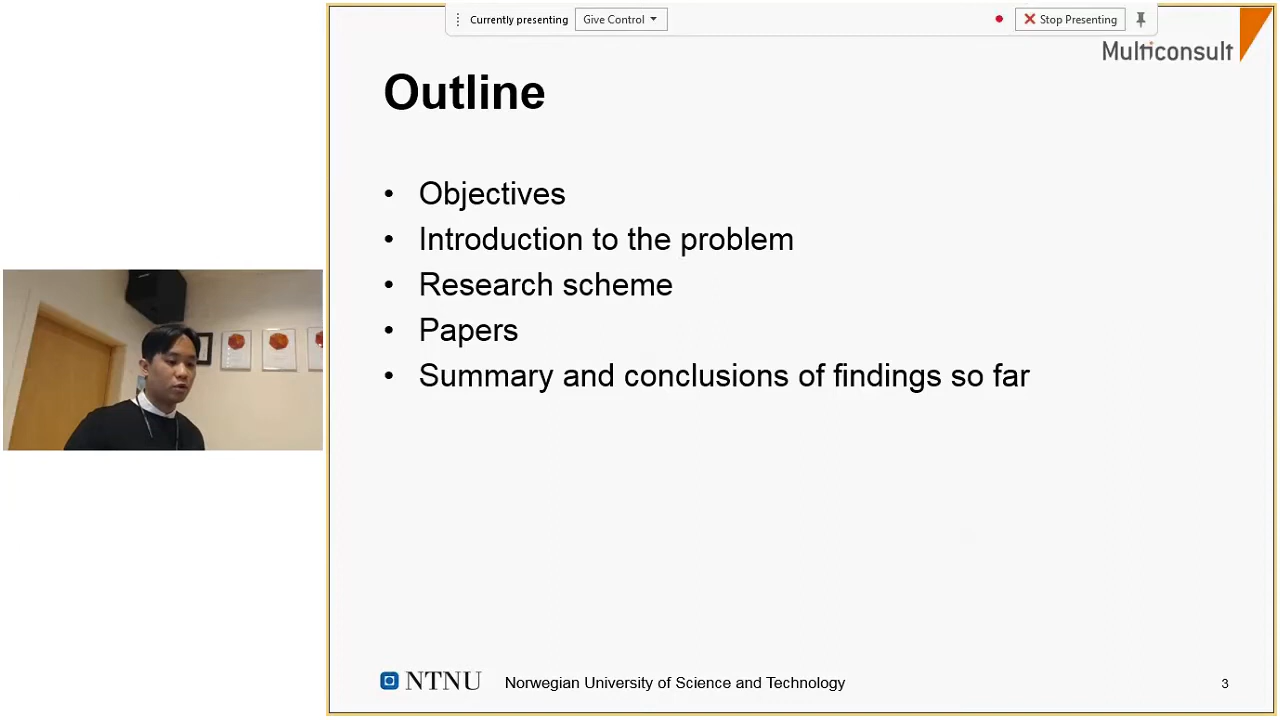 Currently presenting
Give Control
Stop Presenting
Multiconsult
Outline
• Objectives
• Introduction to the problem
• Research scheme
• Papers
• Summary and conclusions of findings so far
NTNU
Norwegian University of Science and Technology
3